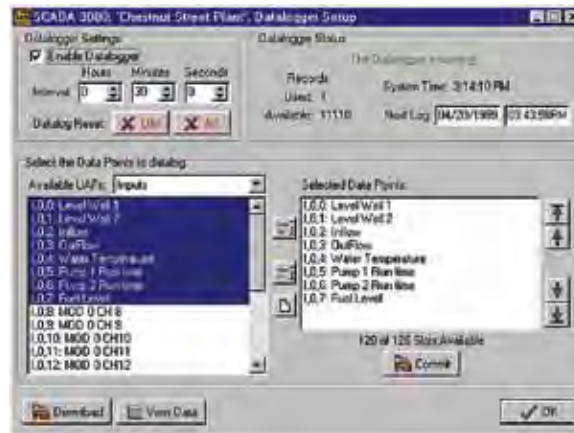 SCADA 3000: "Chestnut Street Plant", Datalogger Setup
Datalogger Settings
Enable Datalogger
Hours Minutes Seconds
Interval: 0 30 0
Datalog Reset: All
Datalogger Status
The Datalogger is running.
Records
Used: 1
Available: 11110
System Time: 3:14:10 PM
Next Log: 04/20/1999 03:43:58PM
Select the Data Points to datalog
Available UAPs: Inputs
I,0,0: Level Well 1
I,0,1: Level Well 2
I,0,2: Inflow
I,0,3: OutFlow
I,0,4: Water Temperature
I,0,5: Pump 1 Run time
I,0,6: Pump 2 Run time
I,0,7: Fuel Level
I,0,8: MOD 0 CH 8
I,0,9: MOD 0 CH 9
I,0,10: MOD 0 CH10
I,0,11: MOD 0 CH11
I,0,12: MOD 0 CH12
Selected Data Points:
I,0,0: Level Well 1
I,0,1: Level Well 2
I,0,2: Inflow
I,0,3: OutFlow
I,0,4: Water Temperature
I,0,5: Pump 1 Run time
I,0,6: Pump 2 Run time
I,0,7: Fuel Level
120 of 128 Slots Available
Commit
Download
View Data
OK